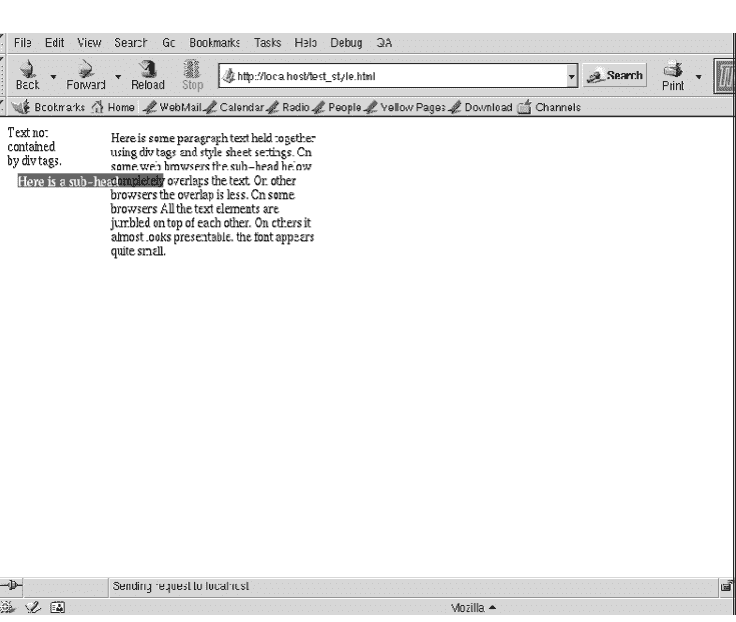 File Edit View Search Go Bookmarks Tasks Help Debug QA
Back Forward Reload Stop http://localhost/test_style.html Search Print
Bookmarks Home WebMail Calendar Radio People Yellow Pages Download Channels
Text not
contained
by div tags.
Here is some paragraph text held together
using div tags and style sheet settings. On
some web browsers the sub-head below
Here is a sub-head completely overlaps the text. On other
browsers the overlap is less. On some
browsers All the text elements are
jumbled on top of each other. On others it
almost looks presentable. the font appears
quite small.
Sending request to localhost
Mozilla